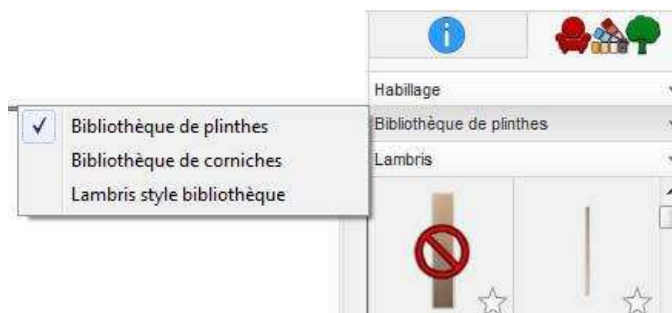 Habillage
Bibliothèque de plinthes
Lambris
Bibliothèque de plinthes
Bibliothèque de corniches
Lambris style bibliothèque